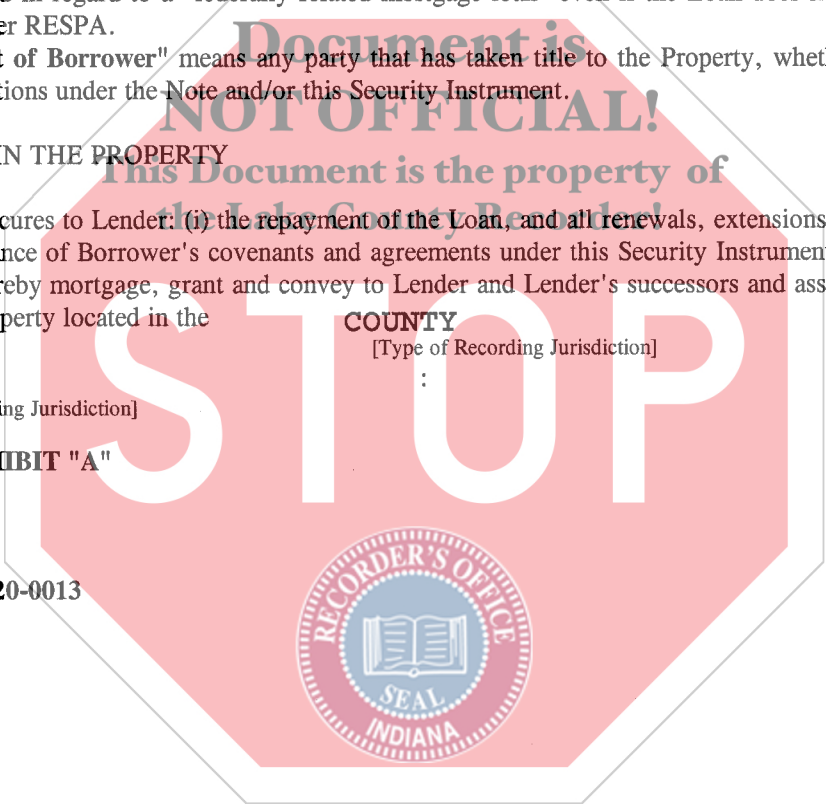 er RESPA.
Document is
of Borrower" means any party that has taken title to the Property, wheth
tions under the Note and/or this Security Instrument.
NOT OFFICIAL!
IN THE PROPERTY
This Document is the property of
the Lake County Recorder!
cures to Lender: (i) the repayment of the Loan, and all renewals, extensions
nce of Borrower's covenants and agreements under this Security Instrument
reby mortgage, grant and convey to Lender and Lender's successors and ass
perty located in the COUNTY
[Type of Recording Jurisdiction]
:
ing Jurisdiction]
STOP
IBIT "A"
20-0013
RECORDER'S OFFICE
SEAL
INDIANA